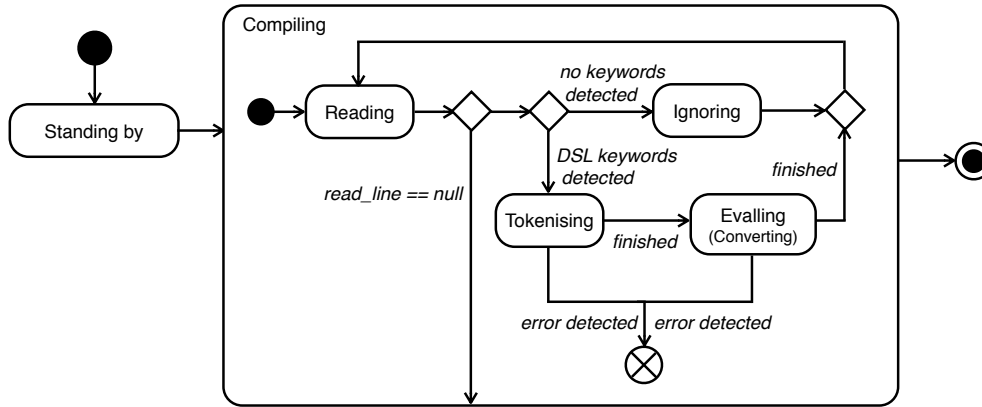 Compiling
Standing by
Reading
no keywords
detected
Ignoring
DSL keywords
detected
read_line == null
Tokenising
finished
Evalling
(Converting)
finished
error detected
error detected